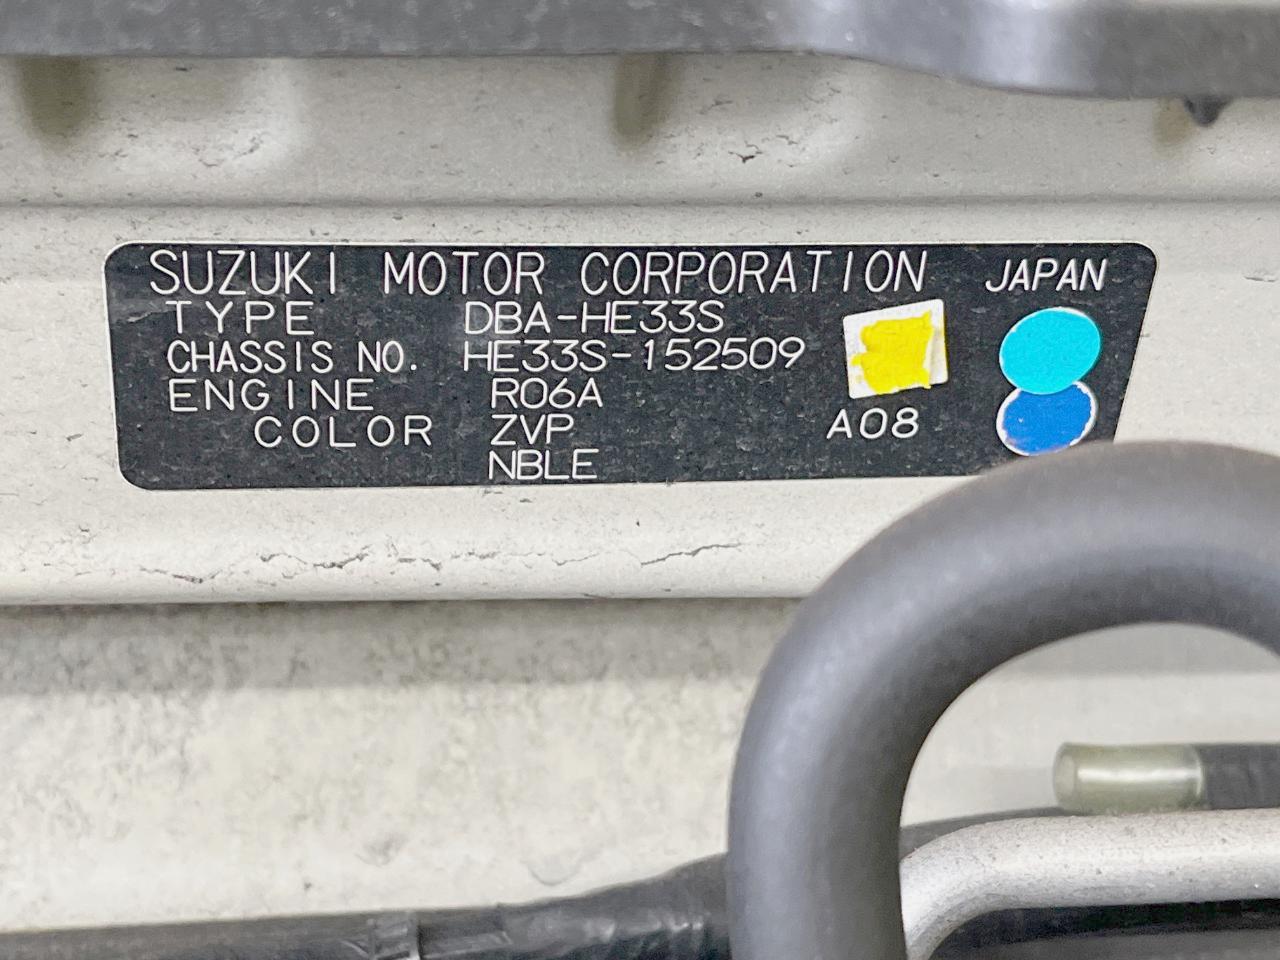 SUZUKI MOTOR CORPORATION JAPAN
TYPE DBA-HE33S
CHASSIS NO. HE33S-152509
ENGINE R06A
COLOR ZVP A08
NBLE